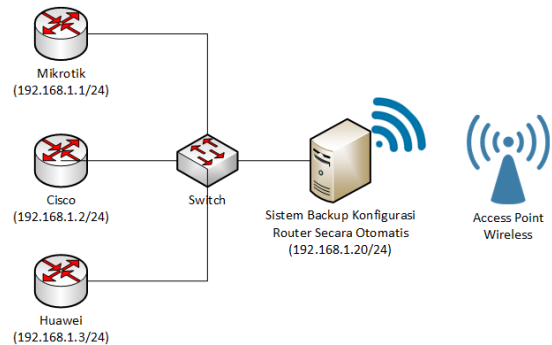 Mikrotik
(192.168.1.1/24)
Cisco
(192.168.1.2/24)
Huawei
(192.168.1.3/24)
Switch
Sistem Backup Konfigurasi
Router Secara Otomatis
(192.168.1.20/24)
Access Point
Wireless